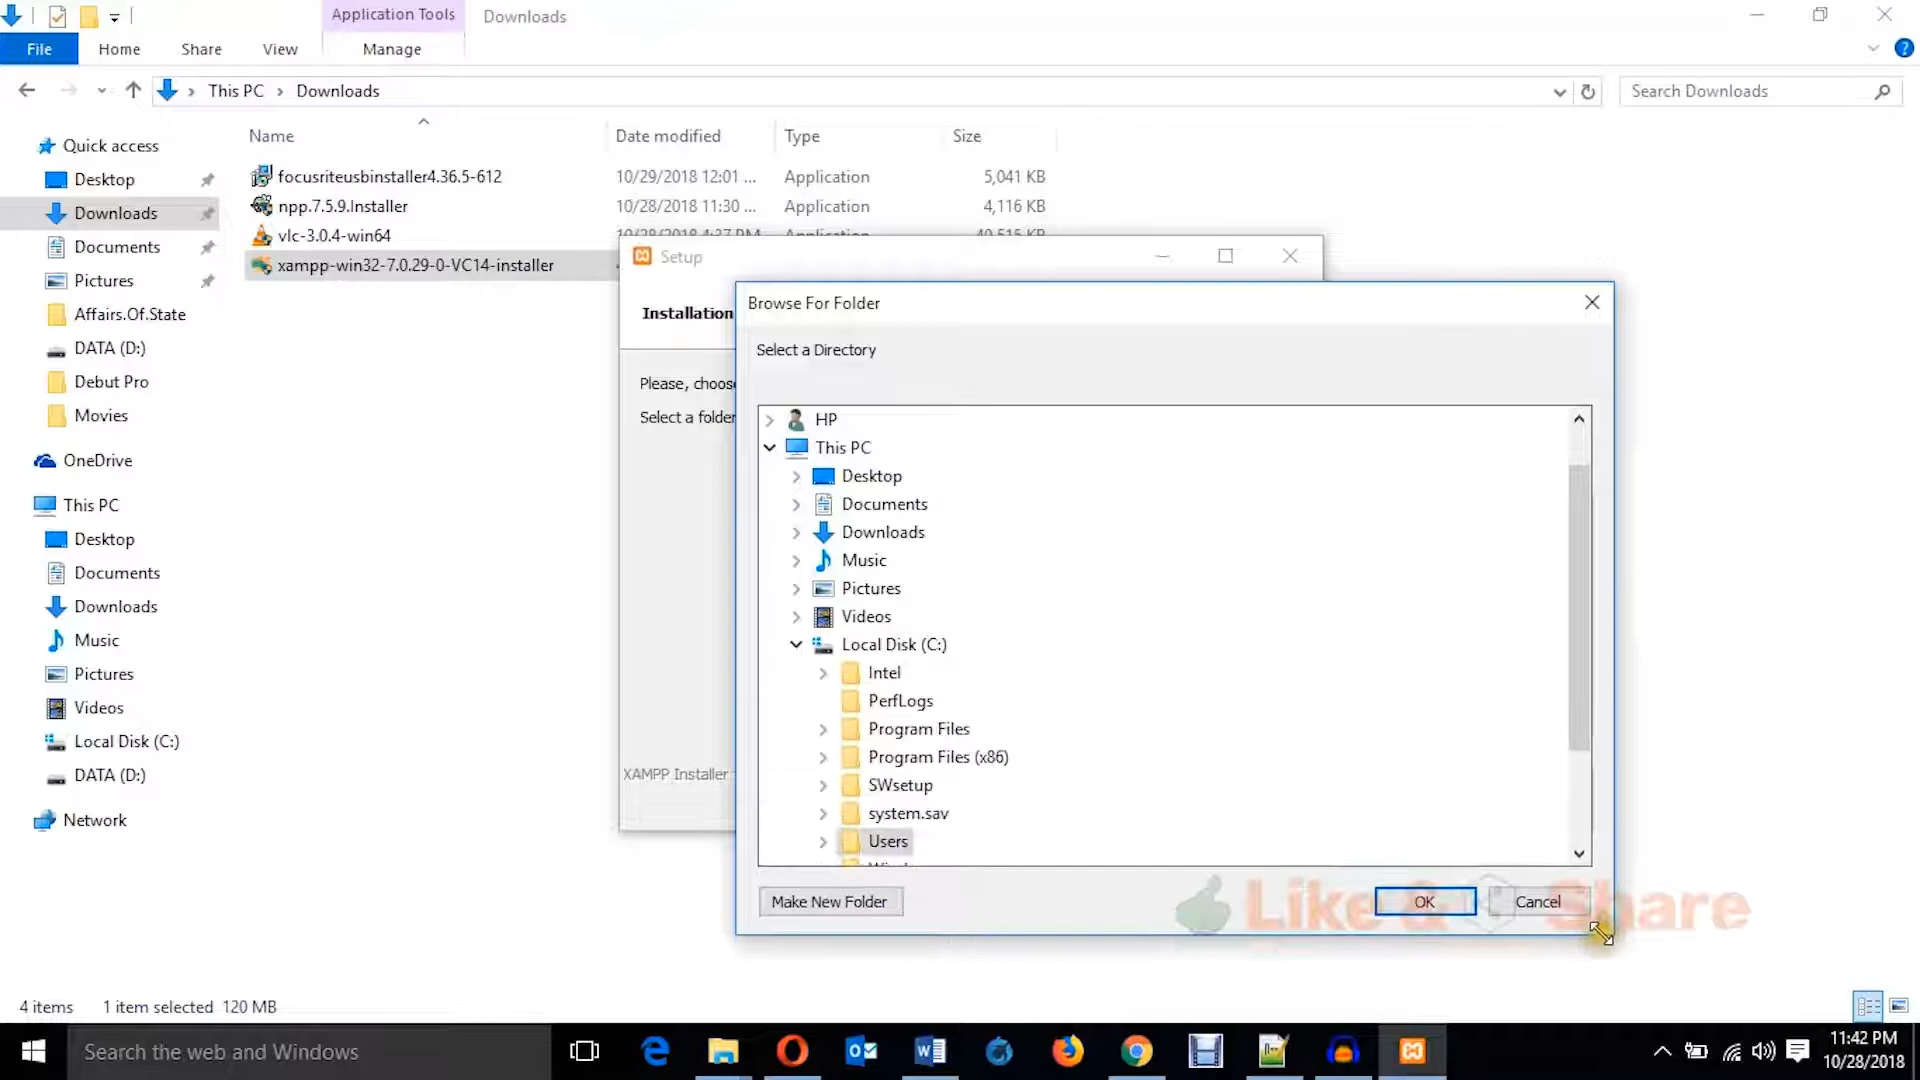 Application Tools
Downloads
File
Home
Share
View
Manage
This PC
Downloads
Search Downloads
Name
Date modified
Type
Size
focusriteusbinstaller4.36.5-612
10/29/2018 12:01 ...
Application
5,041 KB
npp.7.5.9.Installer
10/28/2018 11:30 ...
Application
4,116 KB
vlc-3.0.4-win64
10/28/2018 4:37 PM
Application
40,515 KB
xampp-win32-7.0.29-0-VC14-installer
Quick access
Desktop
Downloads
Documents
Pictures
Affairs.Of.State
DATA (D:)
Debut Pro
Movies
OneDrive
This PC
Desktop
Documents
Downloads
Music
Pictures
Videos
Local Disk (C:)
DATA (D:)
Network
Setup
Installation
Please, choose
Select a folder
XAMPP Installer
Browse For Folder
Select a Directory
HP
This PC
Desktop
Documents
Downloads
Music
Pictures
Videos
Local Disk (C:)
Intel
PerfLogs
Program Files
Program Files (x86)
SWsetup
system.sav
Users
Make New Folder
OK
Cancel
Like & Share
4 items
1 item selected 120 MB
Search the web and Windows
11:42 PM
10/28/2018